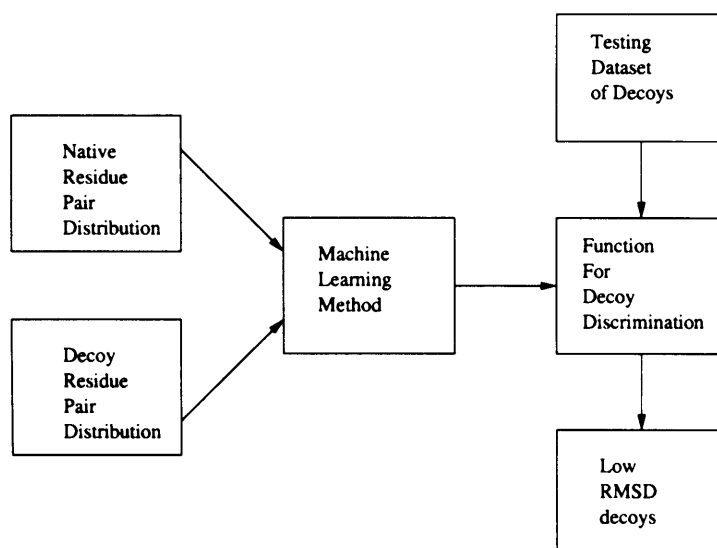 Testing
Dataset
of Decoys
Native
Residue
Pair
Distribution
Machine
Learning
Method
Function
For
Decoy
Discrimination
Decoy
Residue
Pair
Distribution
Low
RMSD
decoys